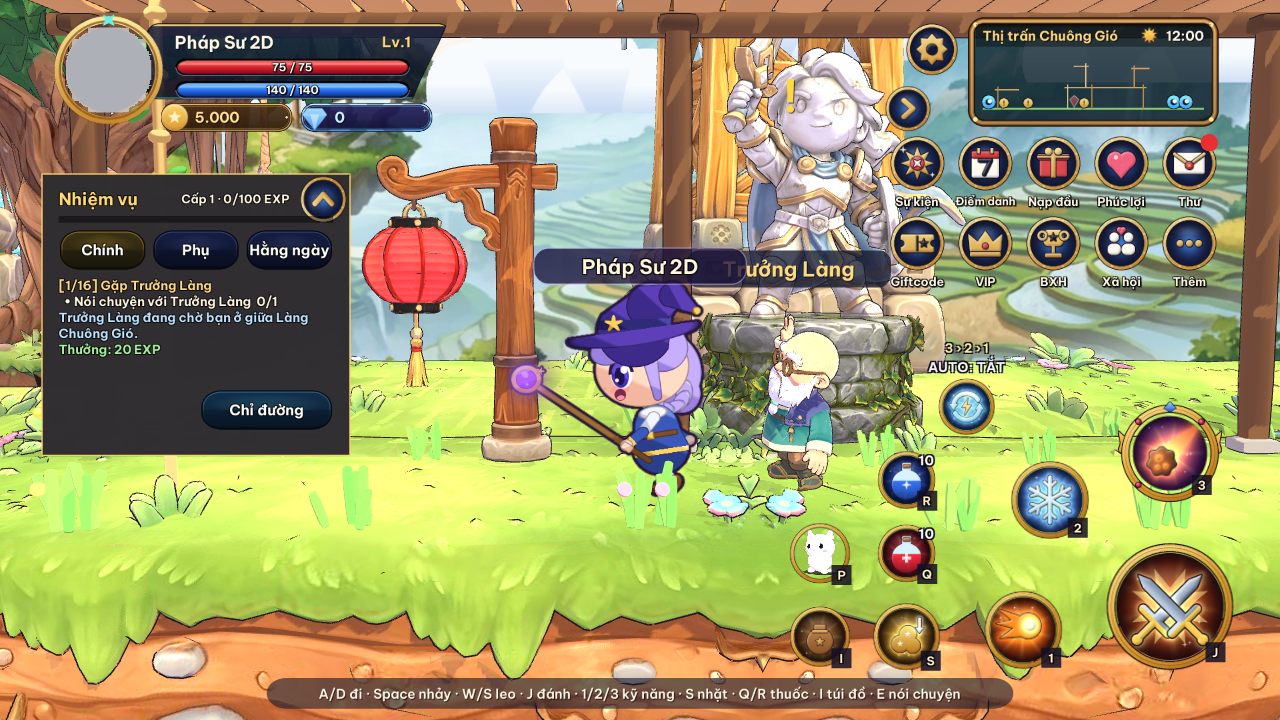 Pháp Sư 2D
Lv.1
75 / 75
140 / 140
5.000
0
Thị trấn Chuông Gió
12:00
Nhiệm vụ
Cấp 1 · 0/100 EXP
Chính
Phụ
Hằng ngày
[1/16] Gặp Trưởng Làng
• Nói chuyện với Trưởng Làng 0/1
Trưởng Làng đang chờ bạn ở giữa Làng
Chuông Gió.
Thưởng: 20 EXP
Chỉ đường
!
7
Sự kiện
Điểm danh
Nạp đầu
Phúc lợi
Thư
Giftcode
VIP
BXH
Xã hội
Thêm
Pháp Sư 2D
Trưởng Làng
3›2›1
AUTO: TẮT
10
R
2
3
10
Q
P
I
S
1
J
A/D đi · Space nhảy · W/S leo · J đánh · 1/2/3 kỹ năng · S nhặt · Q/R thuốc · I túi đồ · E nói chuyện